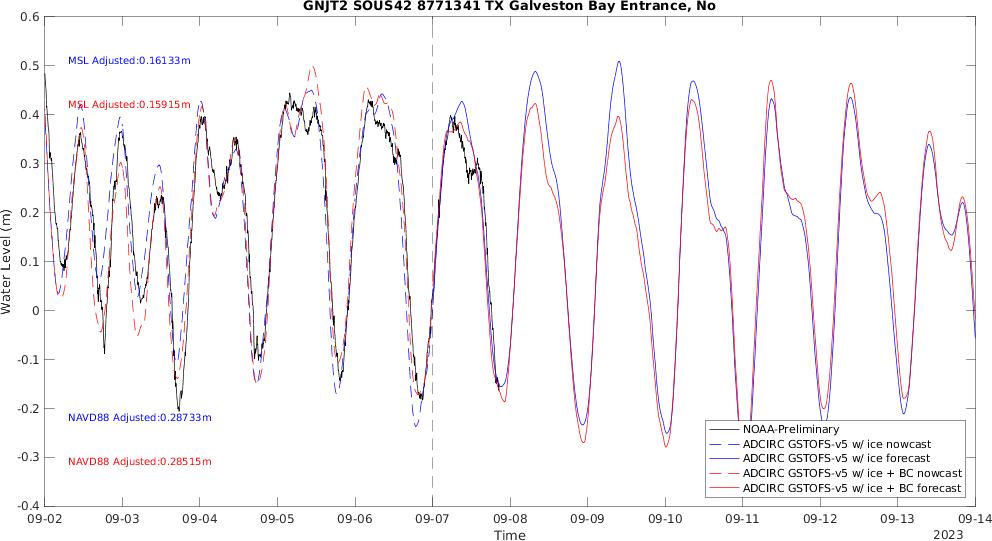 GNJT2 SOUS42 8771341 TX Galveston Bay Entrance, No
0.6
0.5
0.4
0.3
0.2
0.1
0
-0.1
-0.2
-0.3
-0.4
Water Level (m)
MSL Adjusted:0.16133m
MSL Adjusted:0.15915m
NAVD88 Adjusted:0.28733m
NAVD88 Adjusted:0.28515m
NOAA-Preliminary
ADCIRC GSTOFS-v5 w/ ice nowcast
ADCIRC GSTOFS-v5 w/ ice forecast
ADCIRC GSTOFS-v5 w/ ice + BC nowcast
ADCIRC GSTOFS-v5 w/ ice + BC forecast
09-02 09-03 09-04 09-05 09-06 09-07 09-08 09-09 09-10 09-11 09-12 09-13 09-14
Time
2023